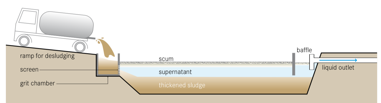 baffle
ramp for desludging
scum
liquid outlet
screen
supernatant
grit chamber
thickened sludge